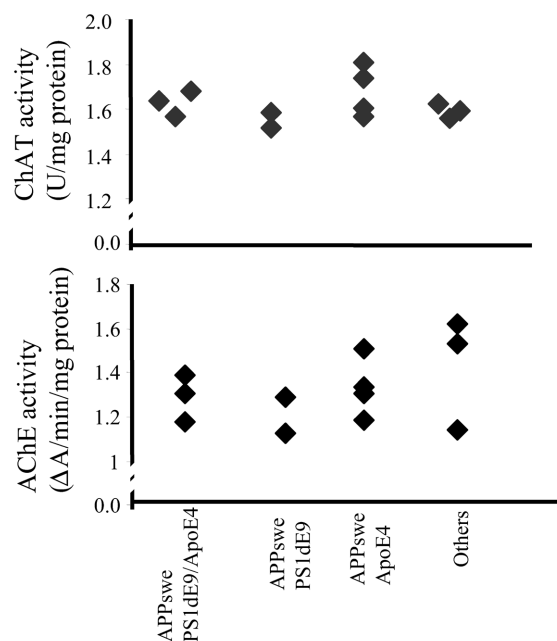 ChAT activity
(U/mg protein)
2.0
1.8
1.6
1.4
1.2
0.0
AChE activity
(ΔA/min/mg protein)
1.8
1.6
1.4
1.2
1
0.0
APPswe
PS1dE9/ApoE4
APPswe
PS1dE9
APPswe
ApoE4
Others